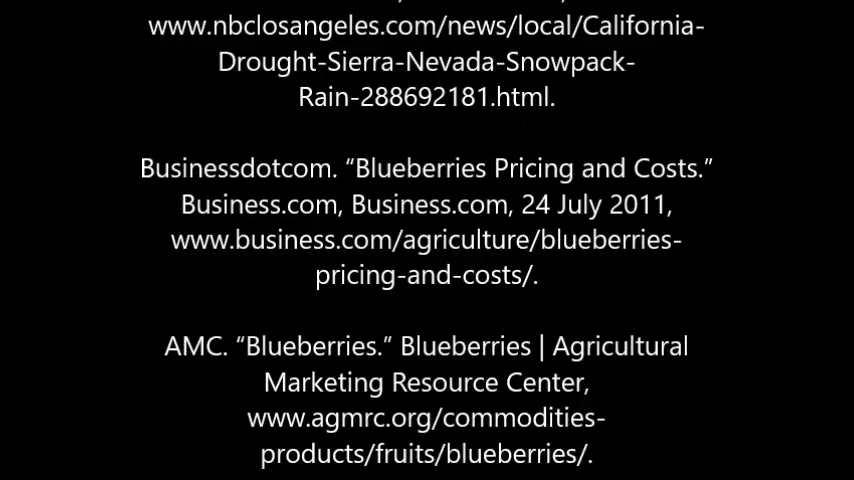 www.nbclosangeles.com/news/local/California-
Drought-Sierra-Nevada-Snowpack-
Rain-288692181.html.
Businessdotcom. “Blueberries Pricing and Costs.”
Business.com, Business.com, 24 July 2011,
www.business.com/agriculture/blueberries-
pricing-and-costs/.
AMC. “Blueberries.” Blueberries | Agricultural
Marketing Resource Center,
www.agmrc.org/commodities-
products/fruits/blueberries/.